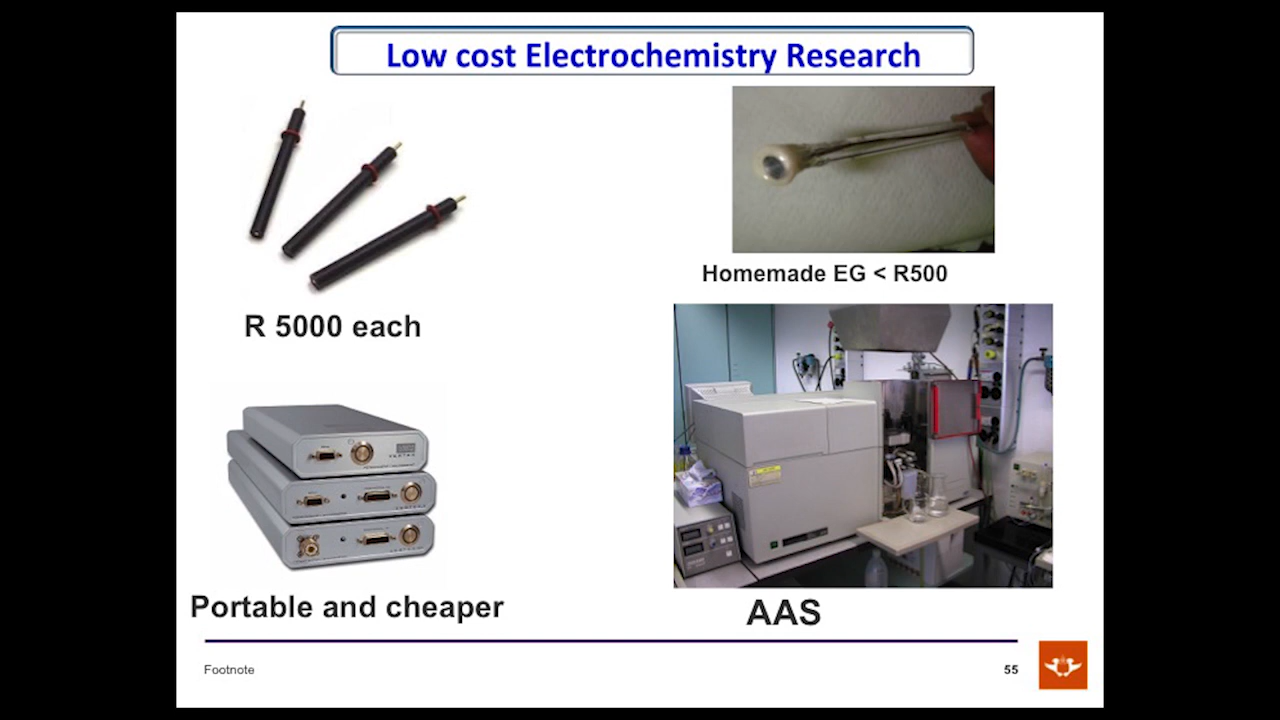 Low cost Electrochemistry Research
R 5000 each
Homemade EG < R500
Portable and cheaper
AAS
Footnote
55